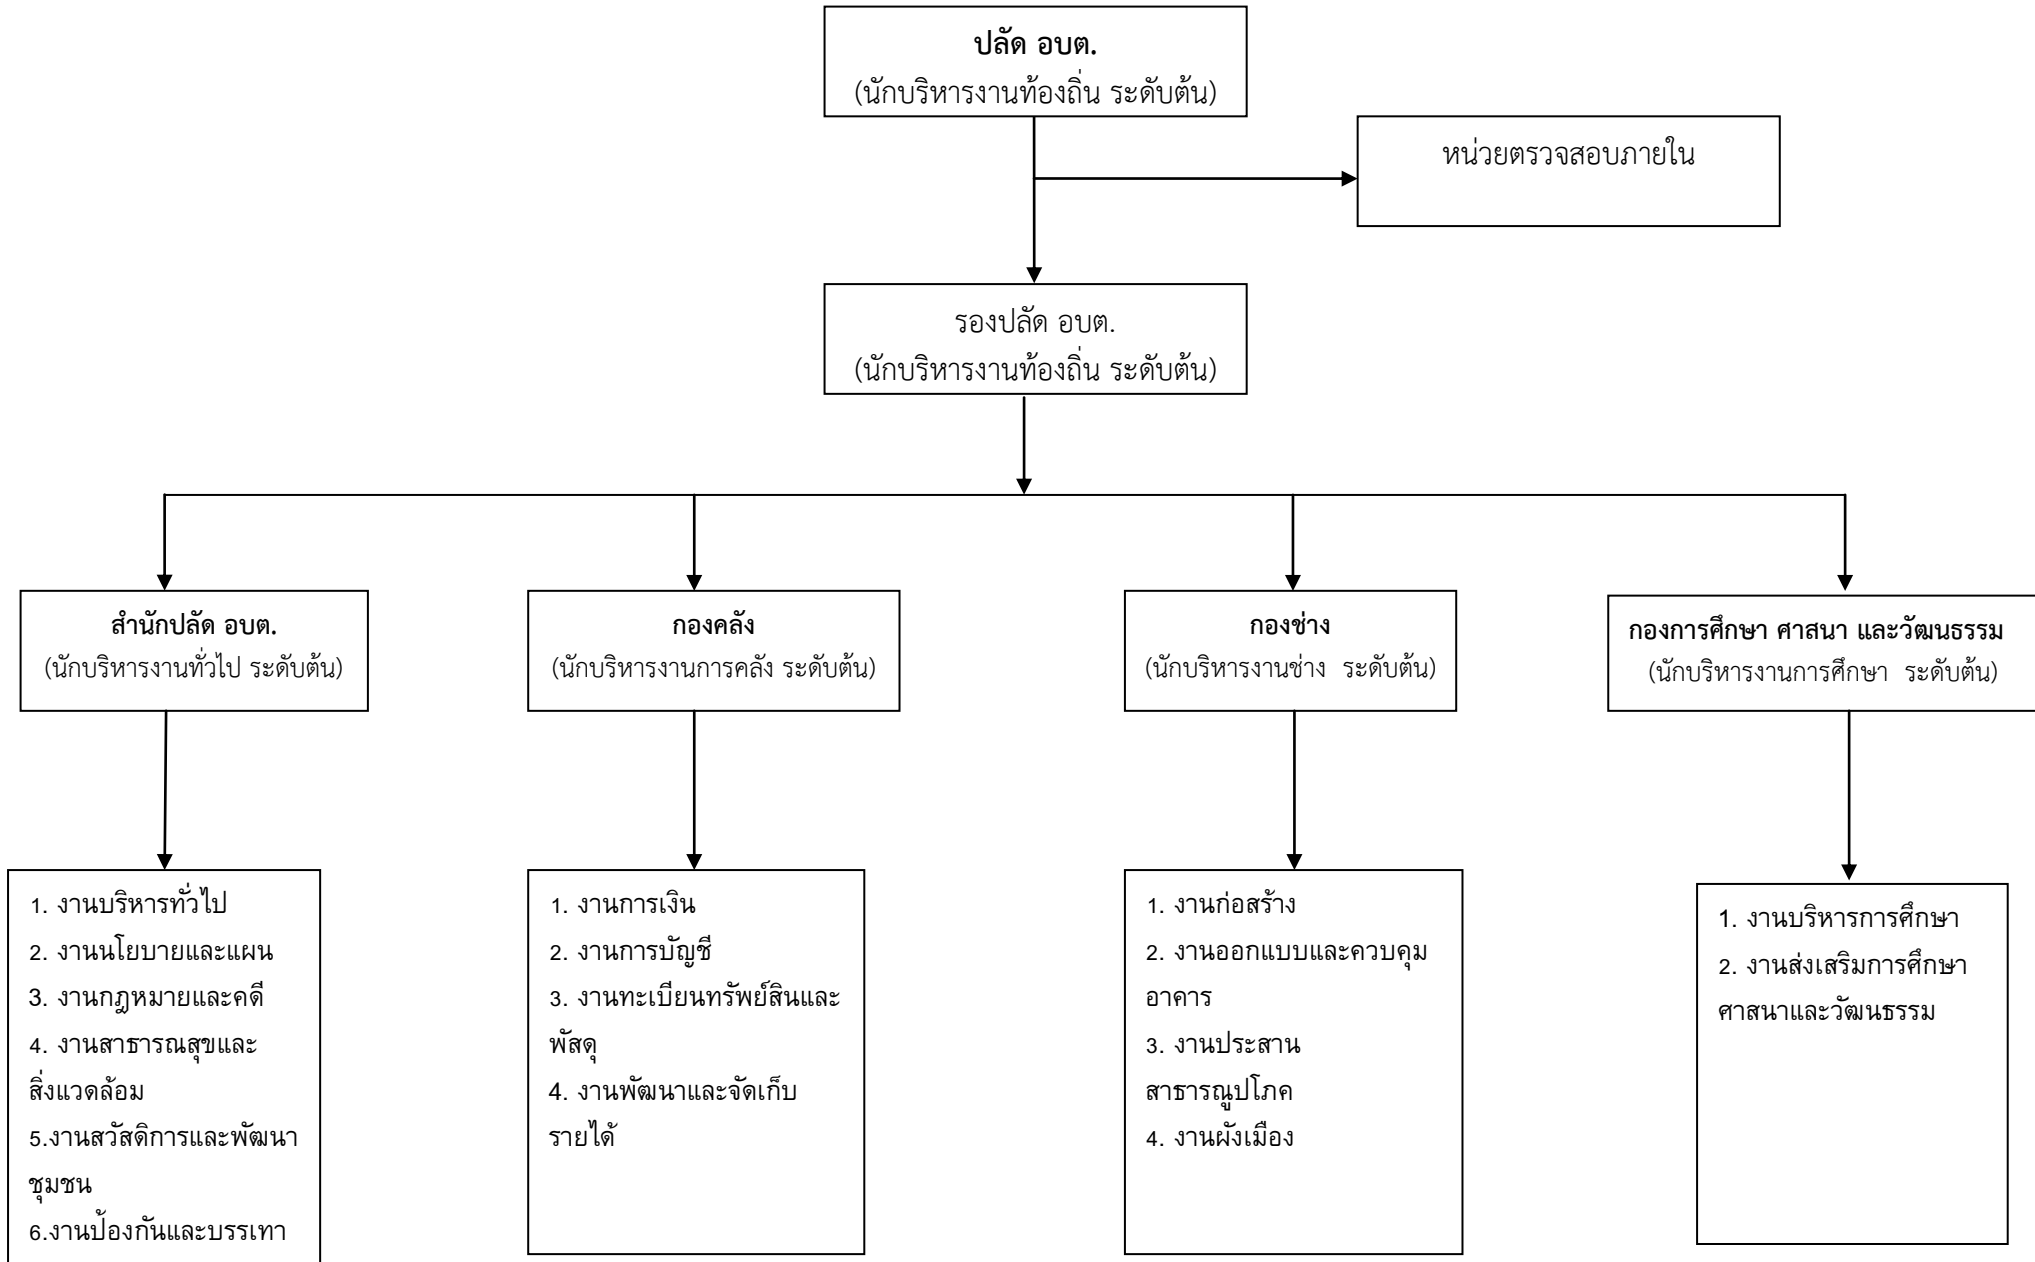 ปลัด อบต.
(นักบริหารงานท้องถิ่น ระดับต้น)
หน่วยตรวจสอบภายใน
รองปลัด อบต.
(นักบริหารงานท้องถิ่น ระดับต้น)
สำนักปลัด อบต.
(นักบริหารงานทั่วไป ระดับต้น)
กองคลัง
(นักบริหารงานการคลัง ระดับต้น)
กองช่าง
(นักบริหารงานช่าง ระดับต้น)
กองการศึกษา ศาสนา และวัฒนธรรม
(นักบริหารงานการศึกษา ระดับต้น)
1. งานบริหารทั่วไป
2. งานนโยบายและแผน
3. งานกฎหมายและคดี
4. งานสาธารณสุขและ
สิ่งแวดล้อม
5.งานสวัสดิการและพัฒนา
ชุมชน
6.งานป้องกันและบรรเทา
1. งานการเงิน
2. งานการบัญชี
3. งานทะเบียนทรัพย์สินและ
พัสดุ
4. งานพัฒนาและจัดเก็บ
รายได้
1. งานก่อสร้าง
2. งานออกแบบและควบคุม
อาคาร
3. งานประสาน
สาธารณูปโภค
4. งานผังเมือง
1. งานบริหารการศึกษา
2. งานส่งเสริมการศึกษา
ศาสนาและวัฒนธรรม